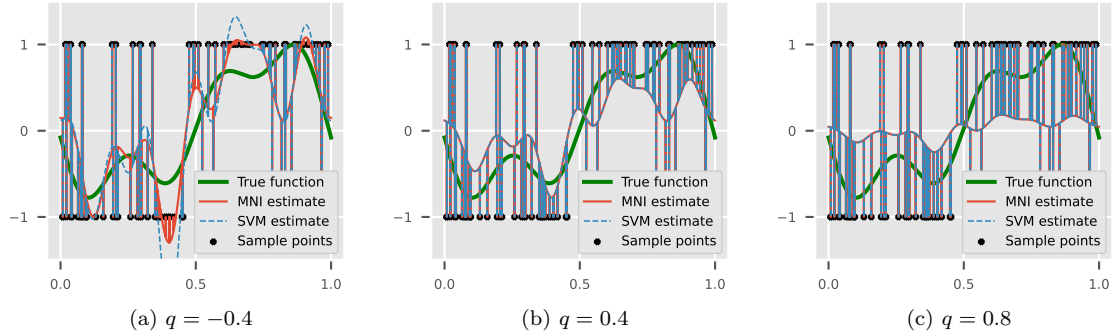 1
0
−1
0.0
0.5
1.0
True function
MNI estimate
SVM estimate
Sample points
(a) q = −0.4
1
0
−1
0.0
0.5
1.0
True function
MNI estimate
SVM estimate
Sample points
(b) q = 0.4
1
0
−1
0.0
0.5
1.0
True function
MNI estimate
SVM estimate
Sample points
(c) q = 0.8